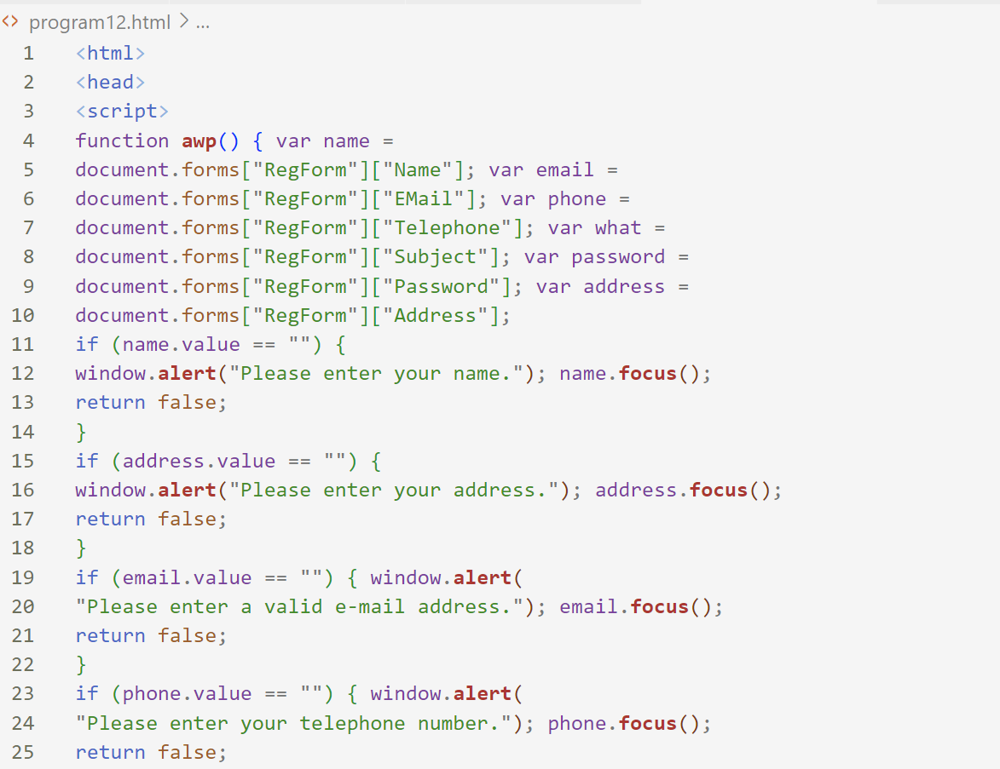 <> program12.html > ...
1 <html>
2 <head>
3 <script>
4 function awp() { var name =
5 document.forms["RegForm"]["Name"]; var email =
6 document.forms["RegForm"]["EMail"]; var phone =
7 document.forms["RegForm"]["Telephone"]; var what =
8 document.forms["RegForm"]["Subject"]; var password =
9 document.forms["RegForm"]["Password"]; var address =
10 document.forms["RegForm"]["Address"];
11 if (name.value == "") {
12 window.alert("Please enter your name."); name.focus();
13 return false;
14 }
15 if (address.value == "") {
16 window.alert("Please enter your address."); address.focus();
17 return false;
18 }
19 if (email.value == "") { window.alert(
20 "Please enter a valid e-mail address."); email.focus();
21 return false;
22 }
23 if (phone.value == "") { window.alert(
24 "Please enter your telephone number."); phone.focus();
25 return false;